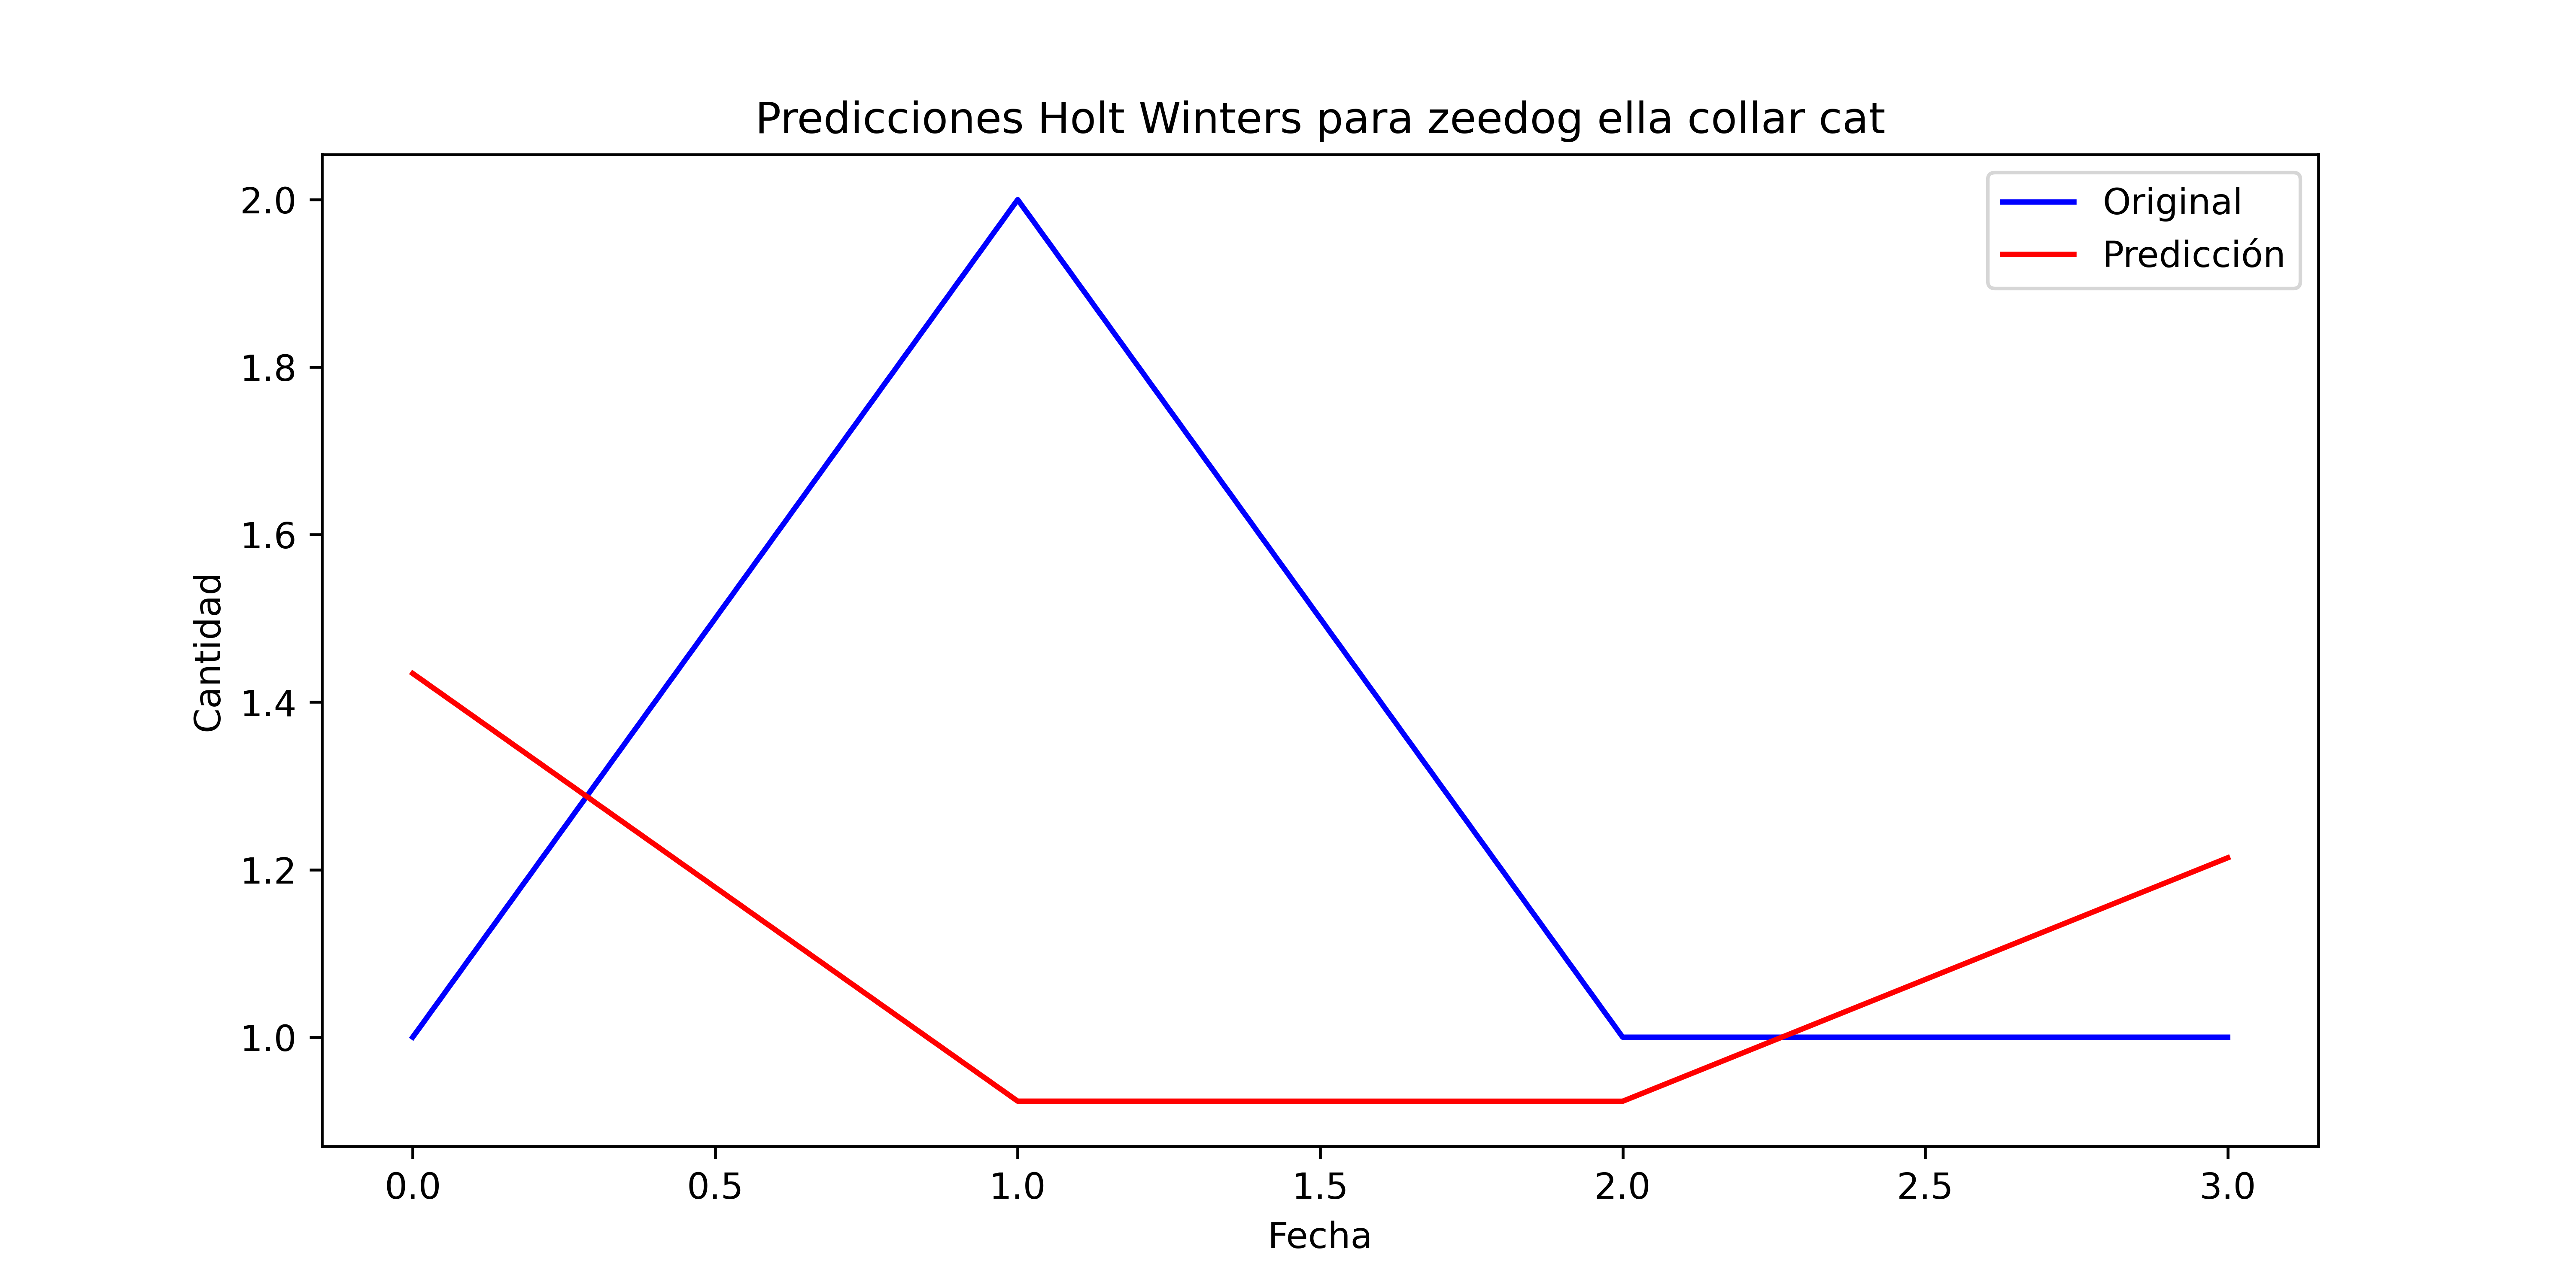 Predicciones Holt Winters para zeedog ella collar cat
Original
Predicción
2.0
1.8
1.6
1.4
1.2
1.0
Cantidad
0.0 0.5 1.0 1.5 2.0 2.5 3.0
Fecha